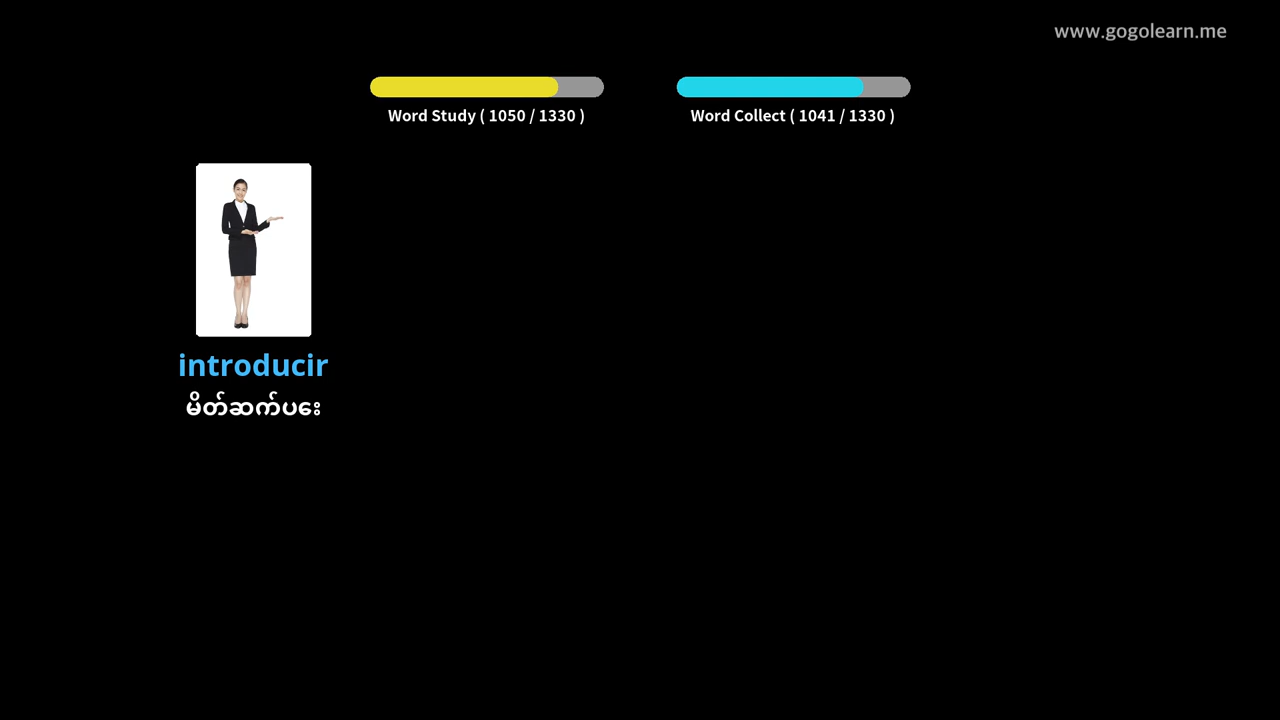 www.gogolearn.me
Word Study ( 1050 / 1330 )
Word Collect ( 1041 / 1330 )
introducir
မိတ်ဆက်ပေး